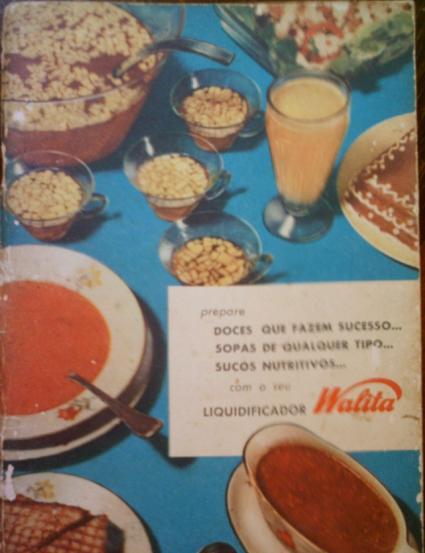 prepare
DOCES QUE FAZEM SUCESSO...
SOPAS DE QUALQUER TIPO...
SUCOS NUTRITIVOS...
com o seu
LIQUIDIFICADOR Walita